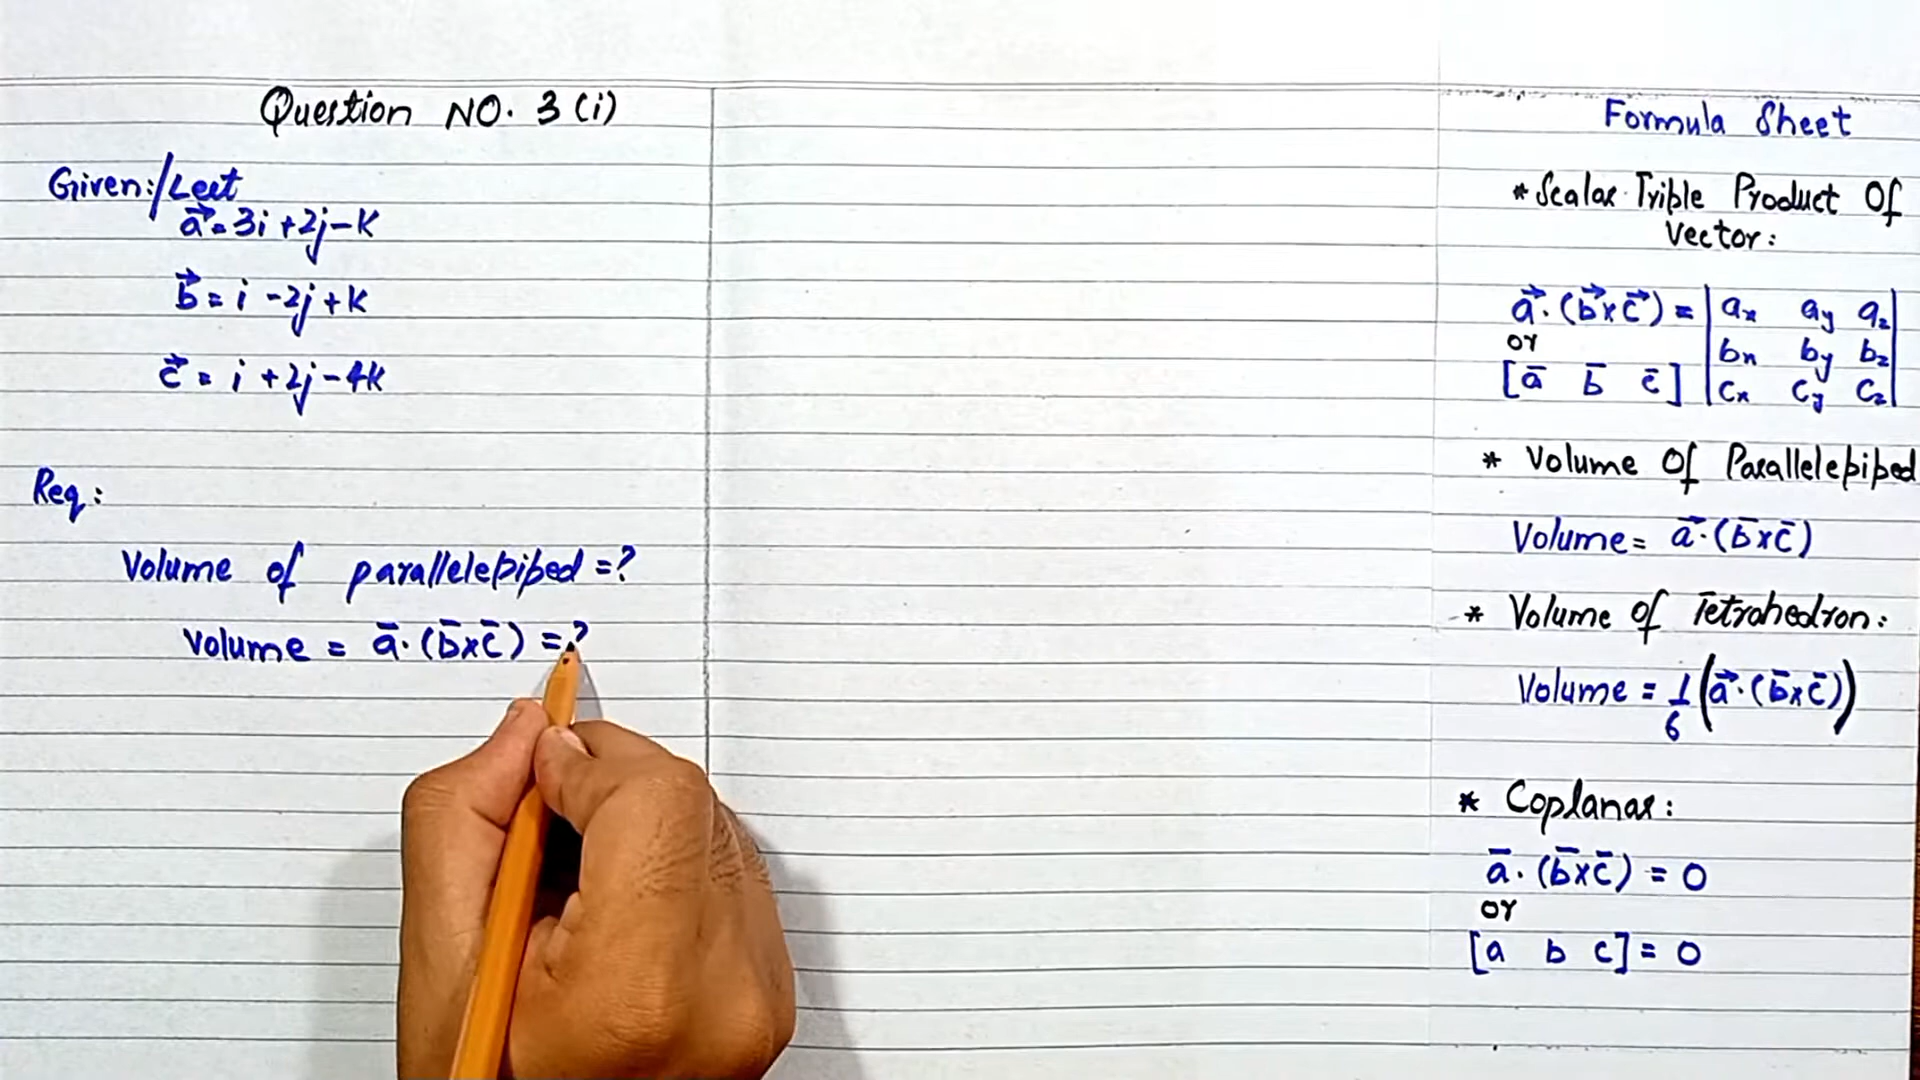 Question NO. 3 (i)
Given:/Leet
a⃗ = 3i + 2j - k
b⃗ = i - 2j + k
c⃗ = i + 2j - 4k
Req:
Volume of parallelepiped = ?
Volume = a̅ · (b̅ x c̅) = ?
Formula Sheet
* Scalar Triple Product Of
Vector:
a⃗ · (b⃗ x c⃗) = | ax ay az |
or
| bx by bz |
[a̅ b̅ c̅] | cx cy cz |
* Volume Of Parallelepiped
Volume = a⃗ · (b̅ x c̅)
* Volume of Tetrahedron:
Volume = 1/6 (a⃗ · (b̅ x c̅))
* Coplanar:
a̅ · (b̅ x c̅) = 0
or
[a b c] = 0